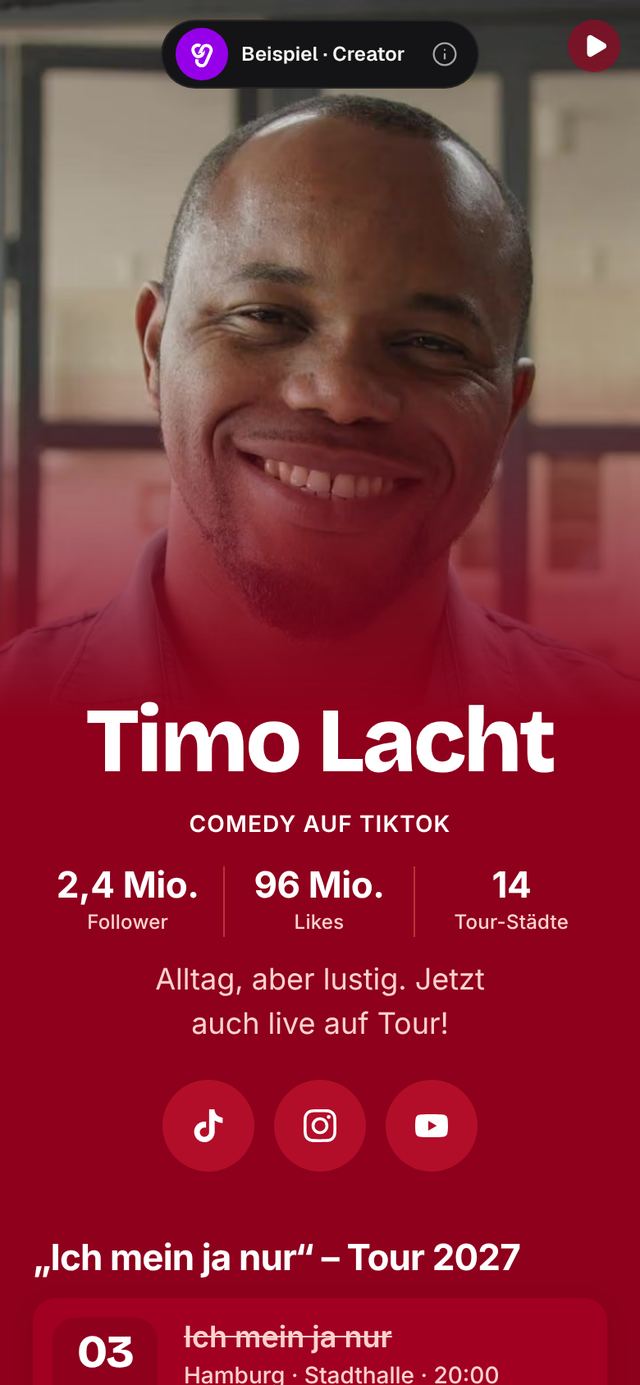 Beispiel · Creator
Timo Lacht
COMEDY AUF TIKTOK
2,4 Mio.
Follower
96 Mio.
Likes
14
Tour-Städte
Alltag, aber lustig. Jetzt
auch live auf Tour!
„Ich mein ja nur“ – Tour 2027
03
Ich mein ja nur
Hamburg · Stadthalle · 20:00